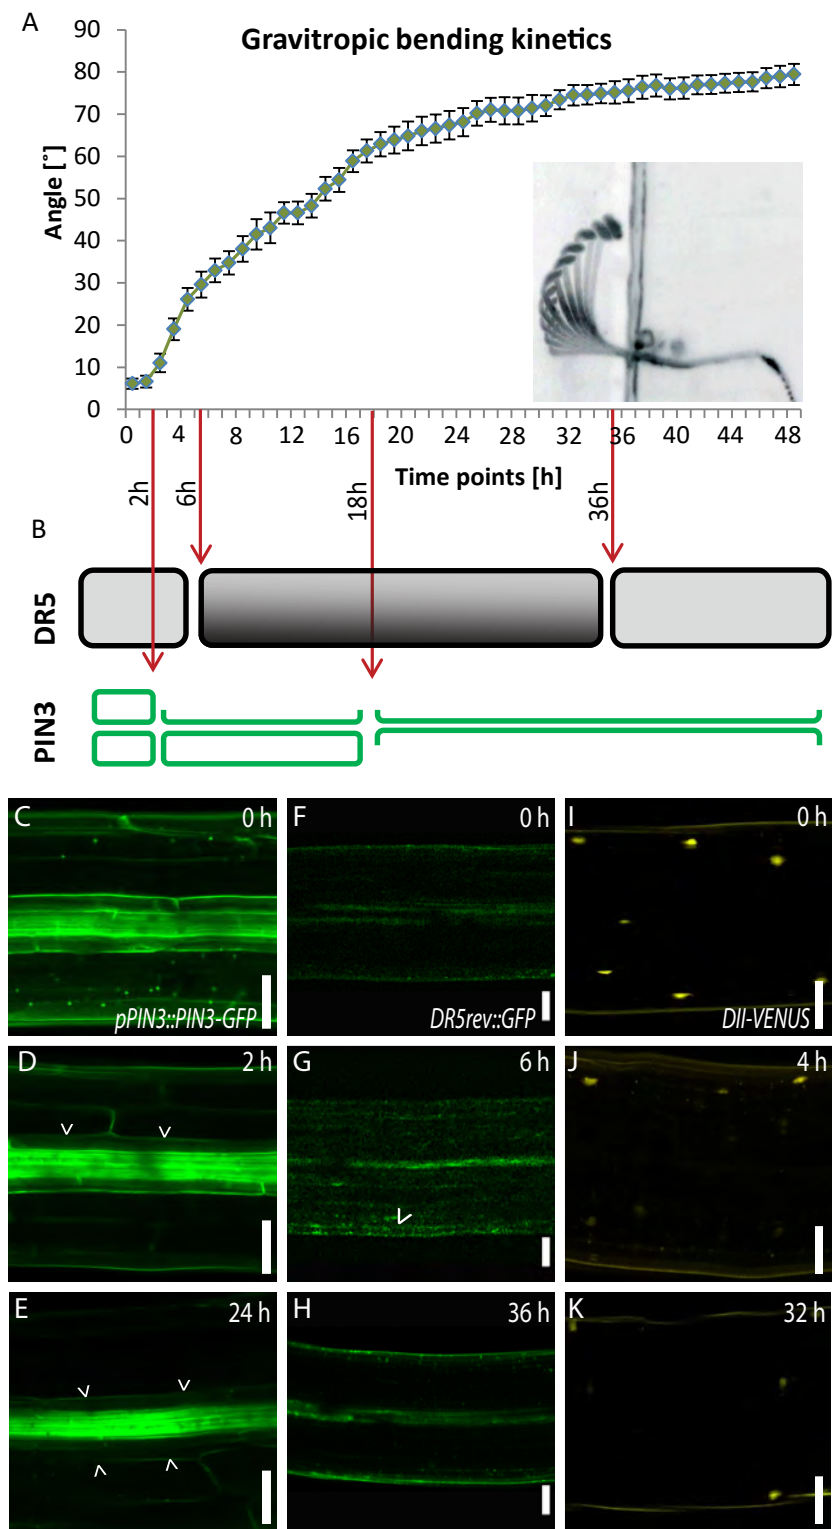 A
Gravitropic bending kinetics
90
80
70
60
50
40
30
20
10
0
Angle [°]
0 4 8 12 16 20 24 28 32 36 40 44 48
Time points [h]
2h
6h
18h
36h
B
DR5
PIN3
C 0 h
pPIN3::PIN3-GFP
F 0 h
DR5rev::GFP
I 0 h
DII-VENUS
D 2 h
G 6 h
J 4 h
E 24 h
H 36 h
K 32 h